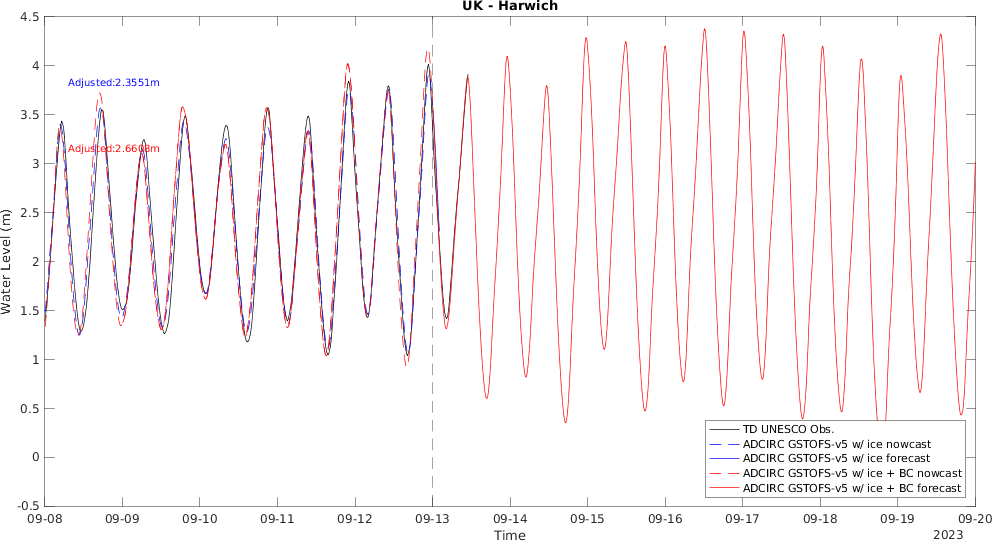 UK - Harwich
4.5
4
3.5
3
2.5
2
1.5
1
0.5
0
-0.5
Water Level (m)
Adjusted:2.3551m
Adjusted:2.6608m
TD UNESCO Obs.
ADCIRC GSTOFS-v5 w/ ice nowcast
ADCIRC GSTOFS-v5 w/ ice forecast
ADCIRC GSTOFS-v5 w/ ice + BC nowcast
ADCIRC GSTOFS-v5 w/ ice + BC forecast
09-08 09-09 09-10 09-11 09-12 09-13 09-14 09-15 09-16 09-17 09-18 09-19 09-20
Time
2023